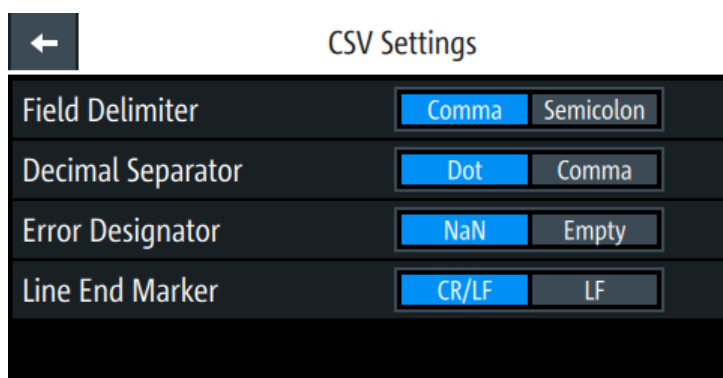 CSV Settings
Field Delimiter Comma Semicolon
Decimal Separator Dot Comma
Error Designator NaN Empty
Line End Marker CR/LF LF